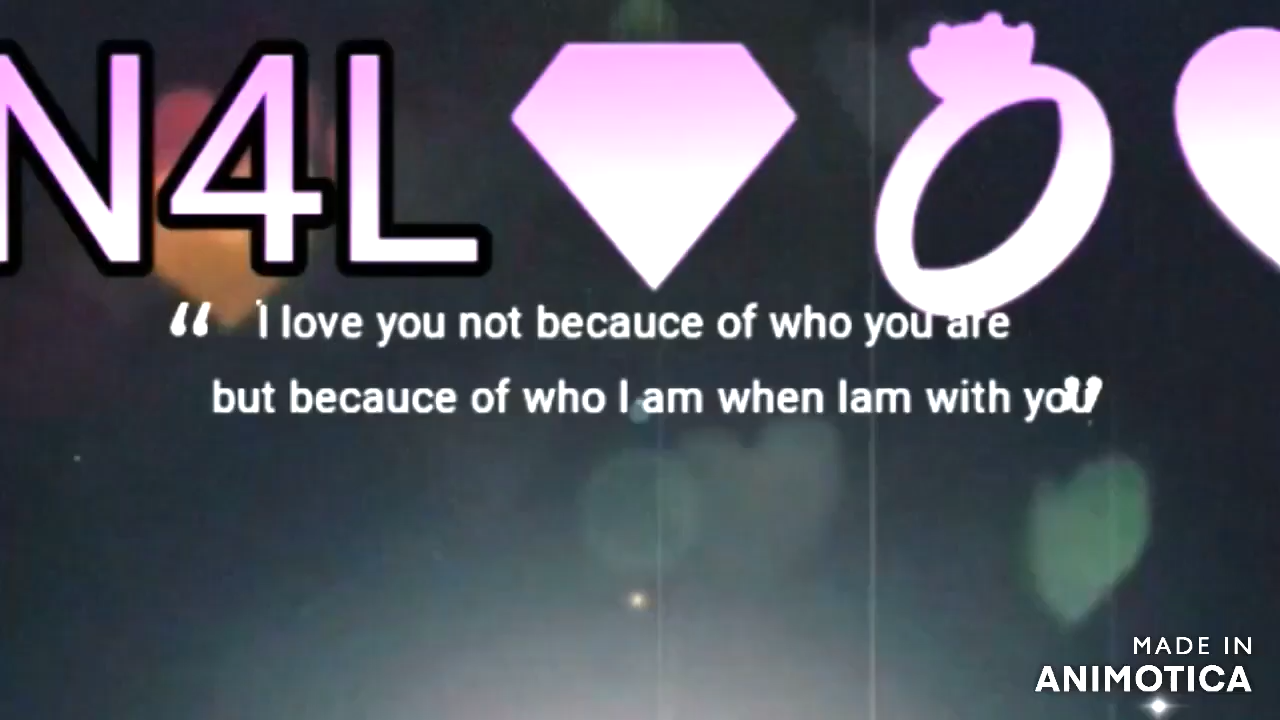 N4L
“ I love you not becauce of who you are
but becauce of who I am when Iam with you”
MADE IN
ANIMOTICA